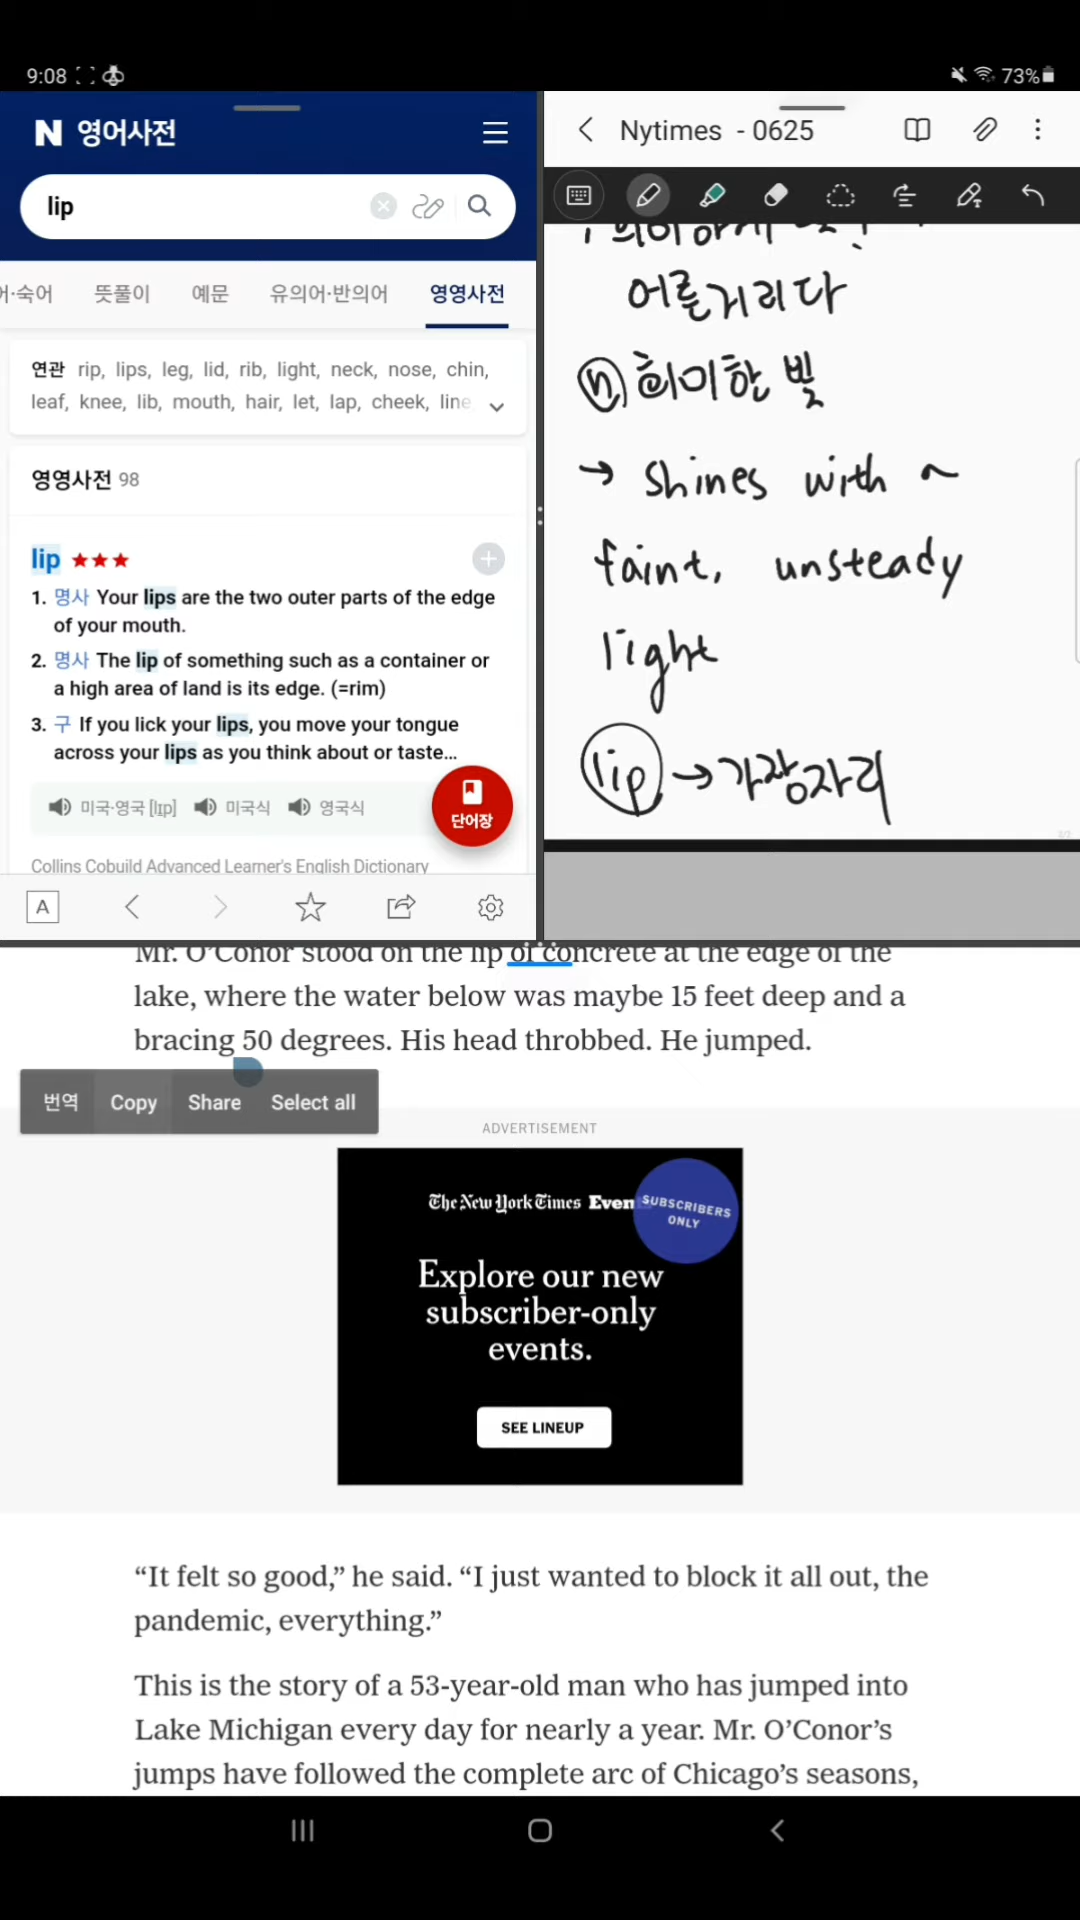 9:08
73%
N 영어사전
lip
어·숙어 뜻풀이 예문 유의어·반의어 영영사전
연관 rip, lips, leg, lid, rib, light, neck, nose, chin,
leaf, knee, lib, mouth, hair, let, lap, cheek, line
영영사전 98
lip ★★★
1. 명사 Your lips are the two outer parts of the edge
of your mouth.
2. 명사 The lip of something such as a container or
a high area of land is its edge. (=rim)
3. 구 If you lick your lips, you move your tongue
across your lips as you think about or taste...
미국·영국 [lɪp] 미국식 영국식
단어장
Collins Cobuild Advanced Learner's English Dictionary
A
Nytimes - 0625
어른거리다
ⓝ 희미한 빛
→ shines with ~
faint, unsteady
light
lip → 가장자리
Mr. O’Conor stood on the lip of concrete at the edge of the
lake, where the water below was maybe 15 feet deep and a
bracing 50 degrees. His head throbbed. He jumped.
번역 Copy Share Select all
ADVERTISEMENT
The New York Times Even
SUBSCRIBERS
ONLY
Explore our new
subscriber-only
events.
SEE LINEUP
“It felt so good,” he said. “I just wanted to block it all out, the
pandemic, everything.”
This is the story of a 53-year-old man who has jumped into
Lake Michigan every day for nearly a year. Mr. O’Conor’s
jumps have followed the complete arc of Chicago’s seasons,